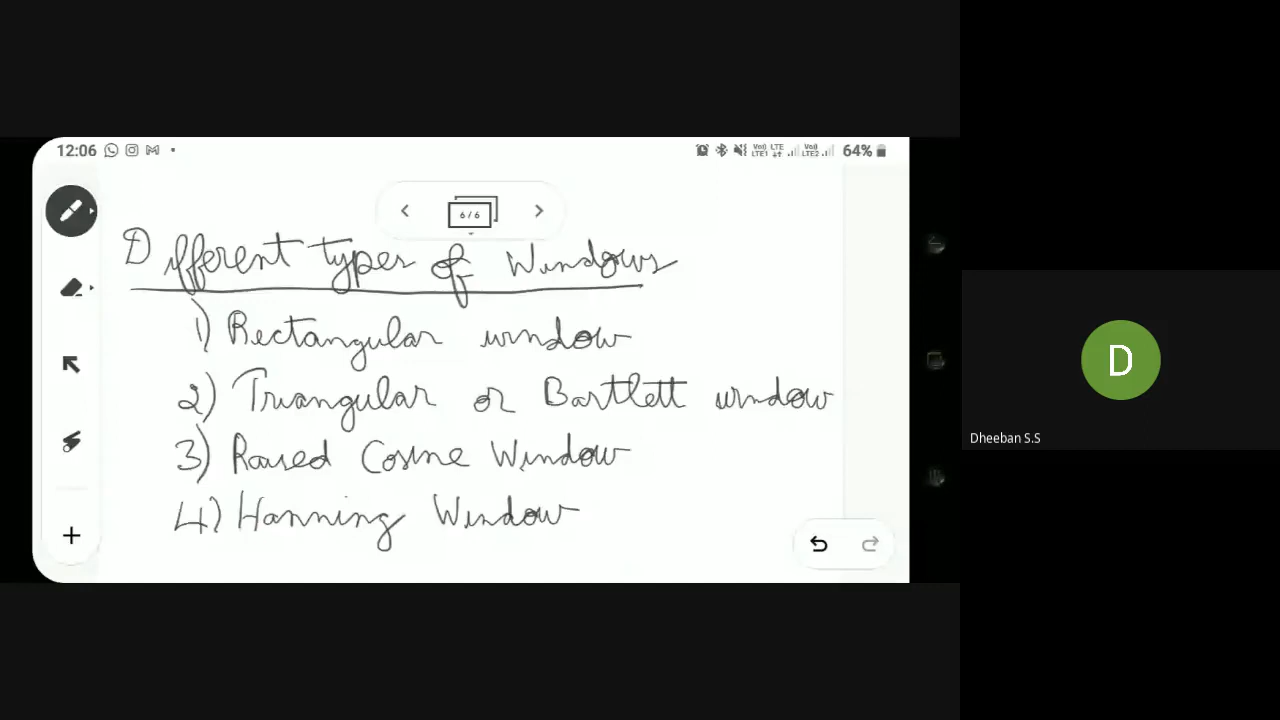 12:06 64%
6/6
Different types of Windows
1) Rectangular window
2) Triangular or Bartlett window
3) Raised Cosine Window
4) Hanning Window
D
Dheeban S.S